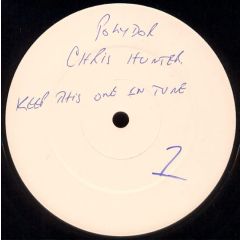 POLYDOR
CHRIS HUNTER
KEEP THIS ONE IN TUNE
1